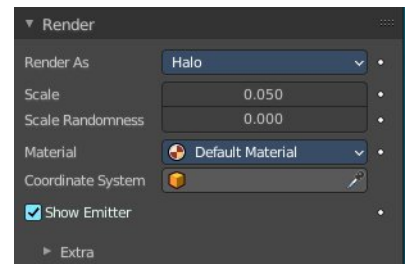 Render
Render As Halo
Scale 0.050
Scale Randomness 0.000
Material Default Material
Coordinate System
Show Emitter
Extra